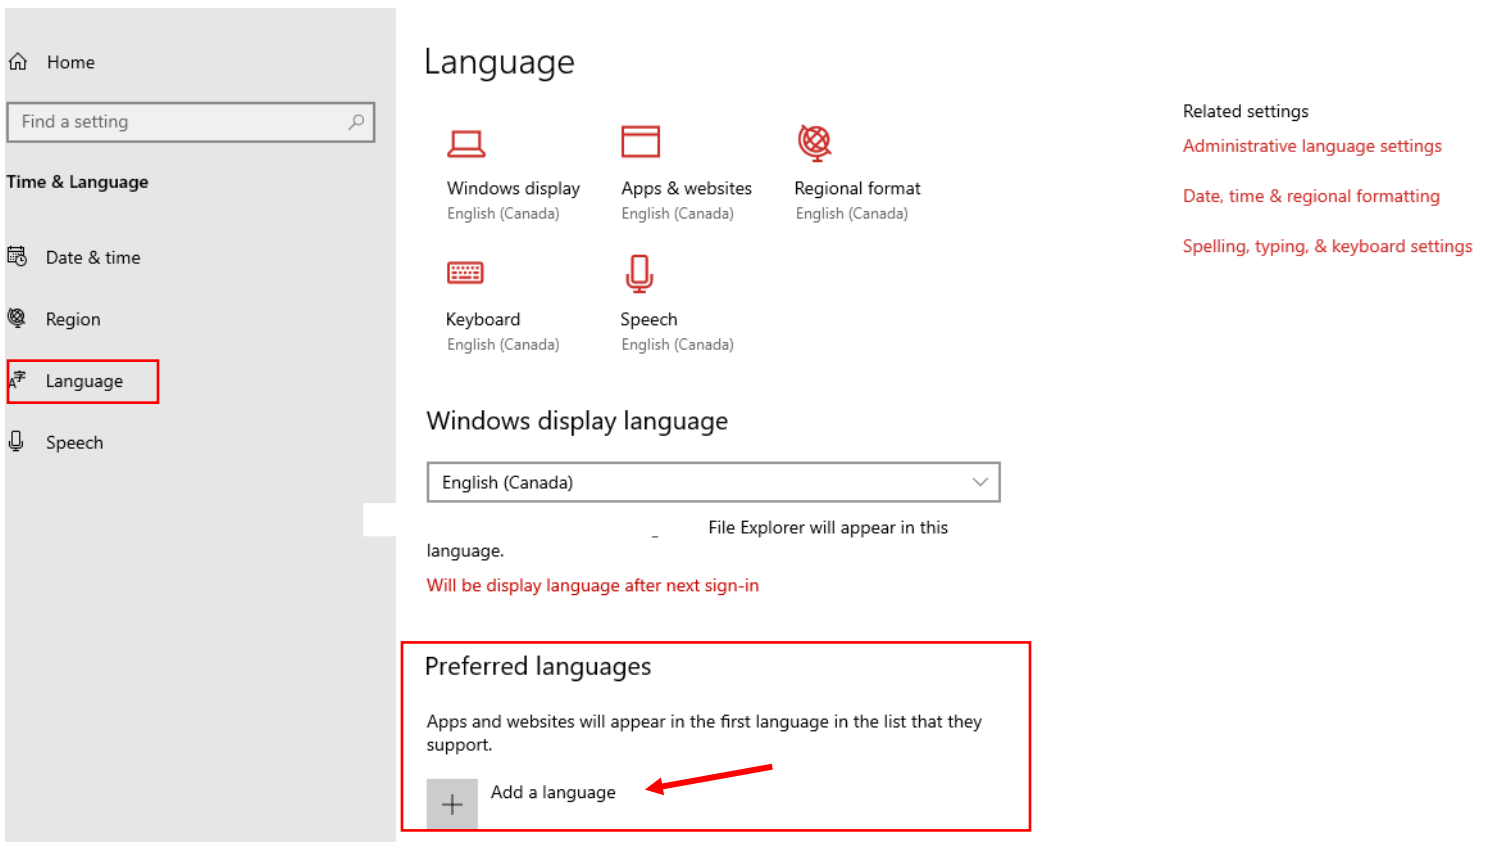 Home
Find a setting
Time & Language
Date & time
Region
Language
Speech
Language
Windows display
English (Canada)
Apps & websites
English (Canada)
Regional format
English (Canada)
Keyboard
English (Canada)
Speech
English (Canada)
Windows display language
English (Canada)
File Explorer will appear in this
language.
Will be display language after next sign-in
Preferred languages
Apps and websites will appear in the first language in the list that they
support.
Add a language
Related settings
Administrative language settings
Date, time & regional formatting
Spelling, typing, & keyboard settings